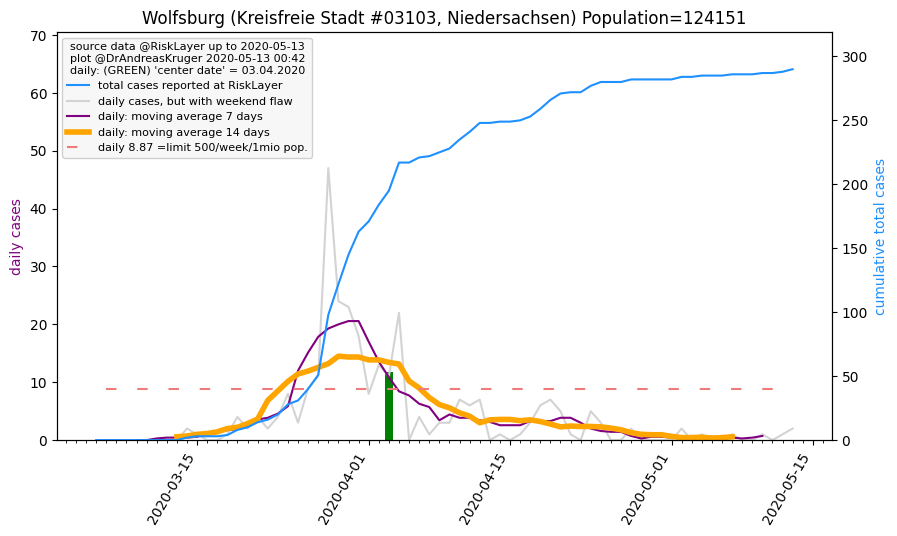 Wolfsburg (Kreisfreie Stadt #03103, Niedersachsen) Population=124151
source data @RiskLayer up to 2020-05-13
plot @DrAndreasKruger 2020-05-13 00:42
daily: (GREEN) 'center date' = 03.04.2020
total cases reported at RiskLayer
daily cases, but with weekend flaw
daily: moving average 7 days
daily: moving average 14 days
daily 8.87 =limit 500/week/1mio pop.
daily cases
70
60
50
40
30
20
10
0
300
250
200
150
100
50
0
cumulative total cases
2020-03-15
2020-04-01
2020-04-15
2020-05-01
2020-05-15